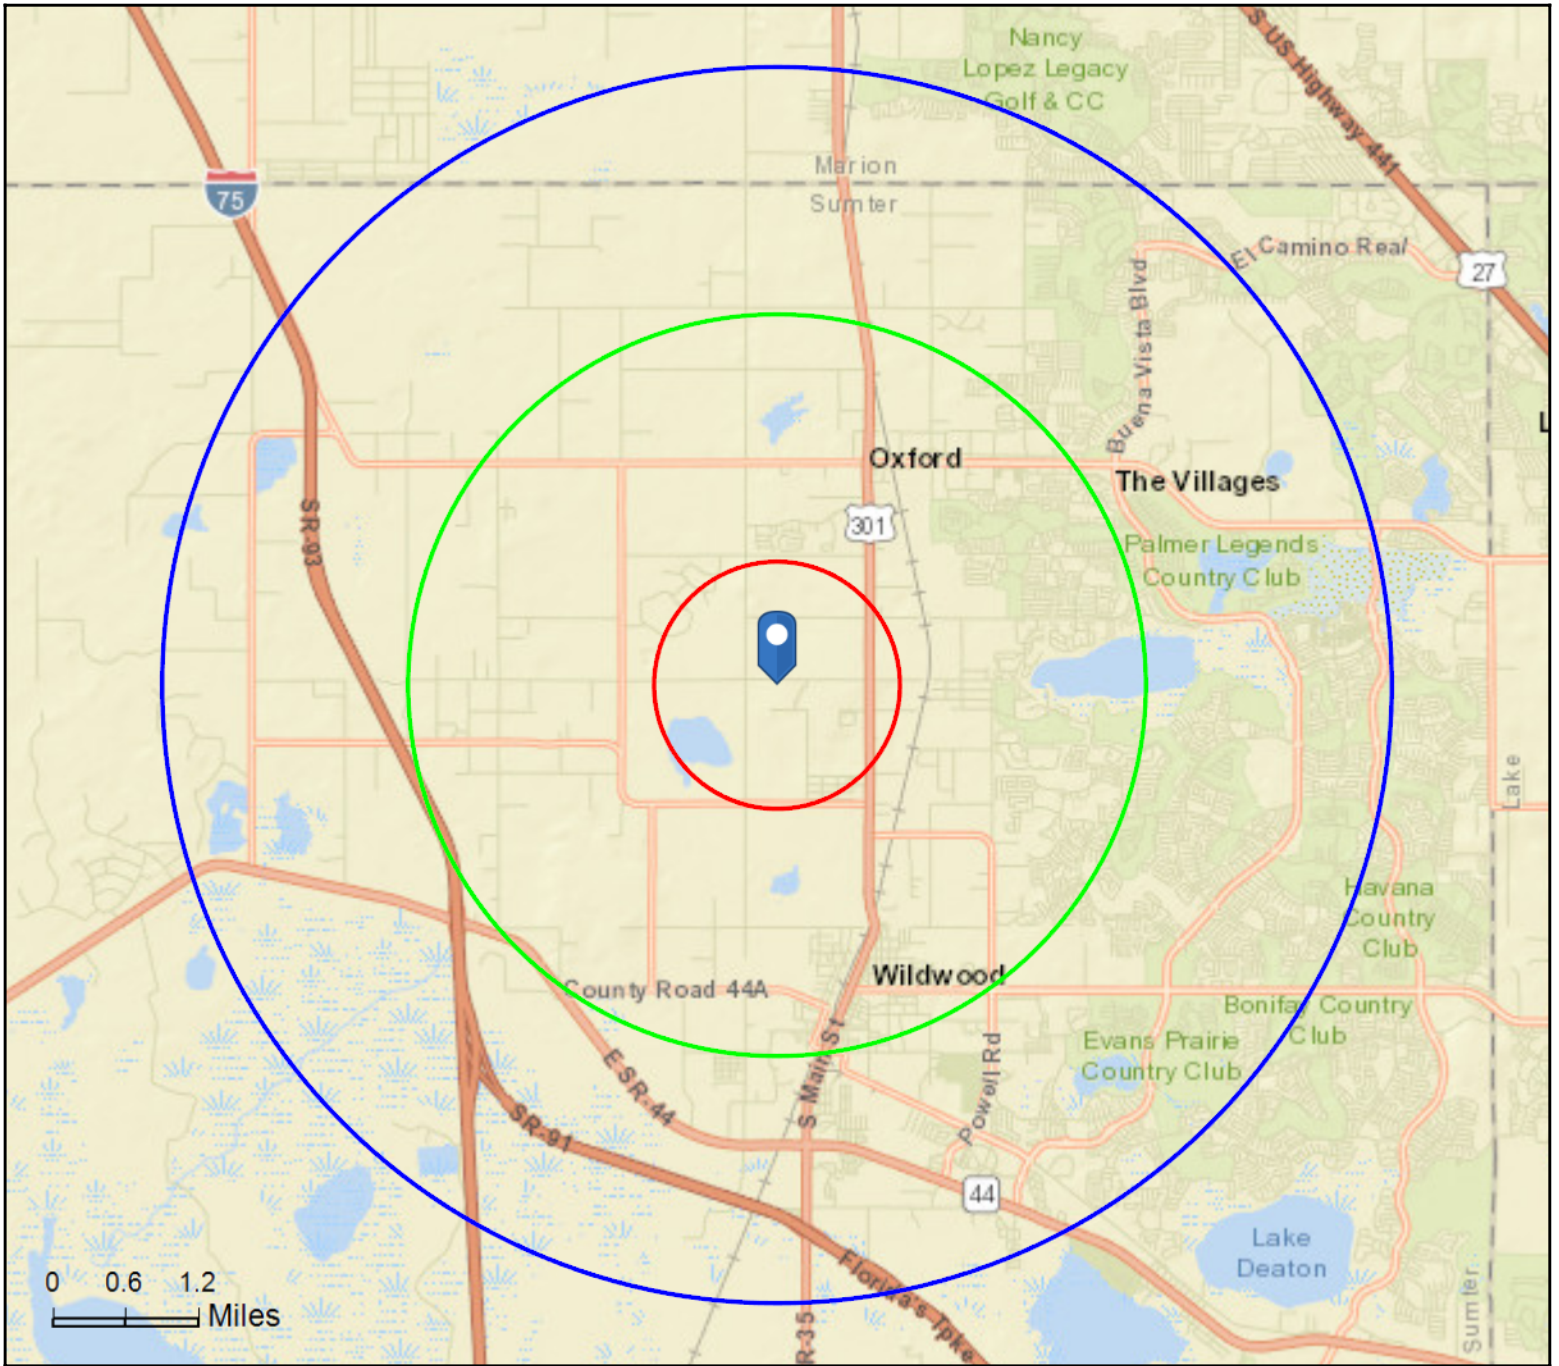 Nancy
Lopez Legacy
Golf & CC
S US Highway 441
Marion
75
Sumter
El Camino Real
27
Buena Vista Blvd
L
Oxford
The Villages
301
SR-93
Palmer Legends
Country Club
Lake
Havana
Country
Club
Wildwood
County Road 44A
Bonifay Country
Club
Evans Prairie
Country Club
S Main St
Powell Rd
E SR-44
SR-91
44
Lake
Deaton
Florida's Tpke
0 0.6 1.2
Miles
R-35
Sumter